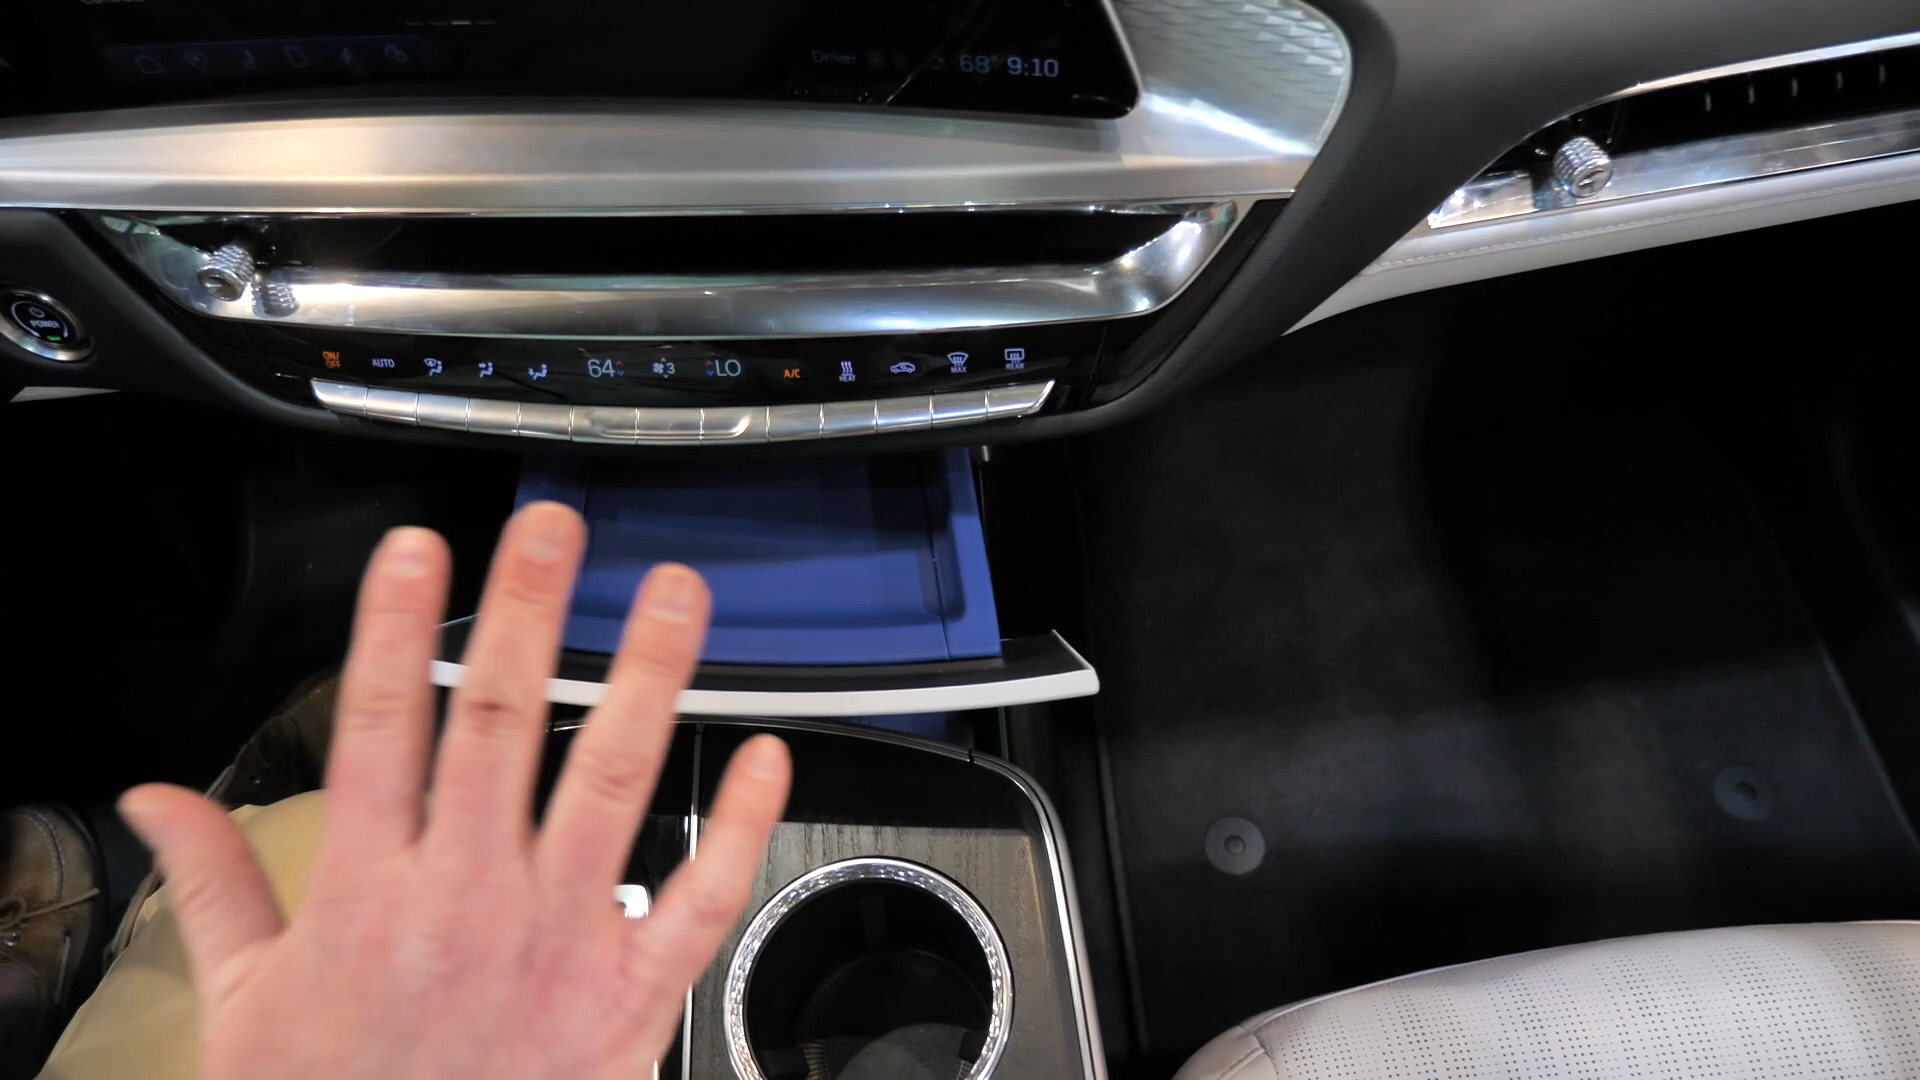 Driver 68° 9:10
POWER
ON/
OFF
AUTO
64
3
LO
A/C
HEAT
MAX
REAR